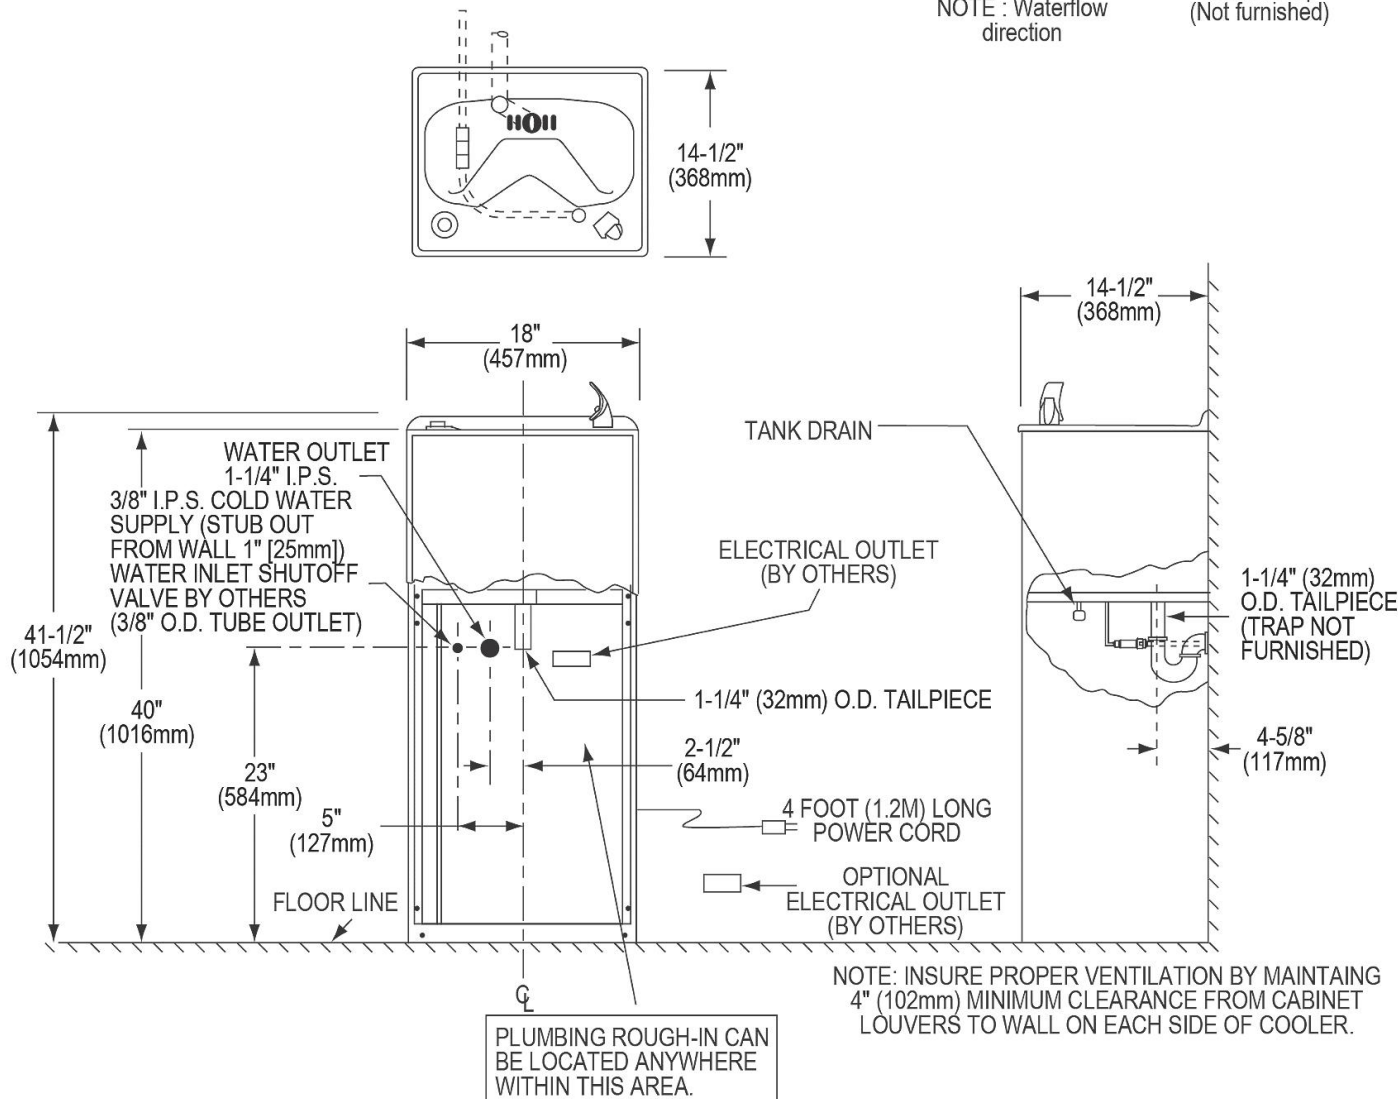 NOTE : Waterflow
direction
(Not furnished)
14-1/2"
(368mm)
18"
(457mm)
14-1/2"
(368mm)
WATER OUTLET
1-1/4" I.P.S.
3/8" I.P.S. COLD WATER
SUPPLY (STUB OUT
FROM WALL 1" [25mm])
WATER INLET SHUTOFF
VALVE BY OTHERS
(3/8" O.D. TUBE OUTLET)
TANK DRAIN
ELECTRICAL OUTLET
(BY OTHERS)
1-1/4" (32mm)
O.D. TAILPIECE
(TRAP NOT
FURNISHED)
41-1/2"
(1054mm)
40"
(1016mm)
23"
(584mm)
5"
(127mm)
1-1/4" (32mm) O.D. TAILPIECE
2-1/2"
(64mm)
4-5/8"
(117mm)
4 FOOT (1.2M) LONG
POWER CORD
OPTIONAL
ELECTRICAL OUTLET
(BY OTHERS)
FLOOR LINE
CL
NOTE: INSURE PROPER VENTILATION BY MAINTAING
4" (102mm) MINIMUM CLEARANCE FROM CABINET
LOUVERS TO WALL ON EACH SIDE OF COOLER.
PLUMBING ROUGH-IN CAN
BE LOCATED ANYWHERE
WITHIN THIS AREA.